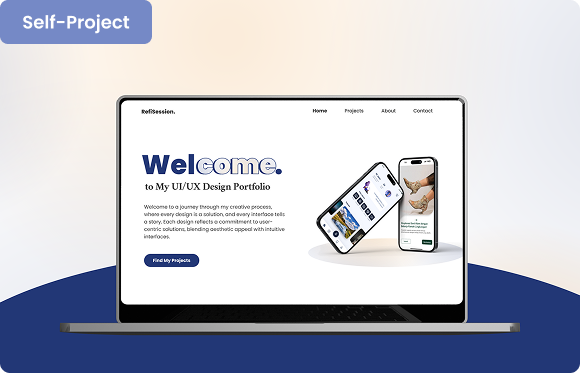 Self-Project
RefiSession.
Home Projects About Contact
Welcome.
to My UI/UX Design Portfolio
Welcome to a journey through my creative process,
where every design is a solution, and every interface tells
a story. Each design reflects a commitment to user-
centric solutions, blending aesthetic appeal with intuitive
interfaces.
Find My Projects